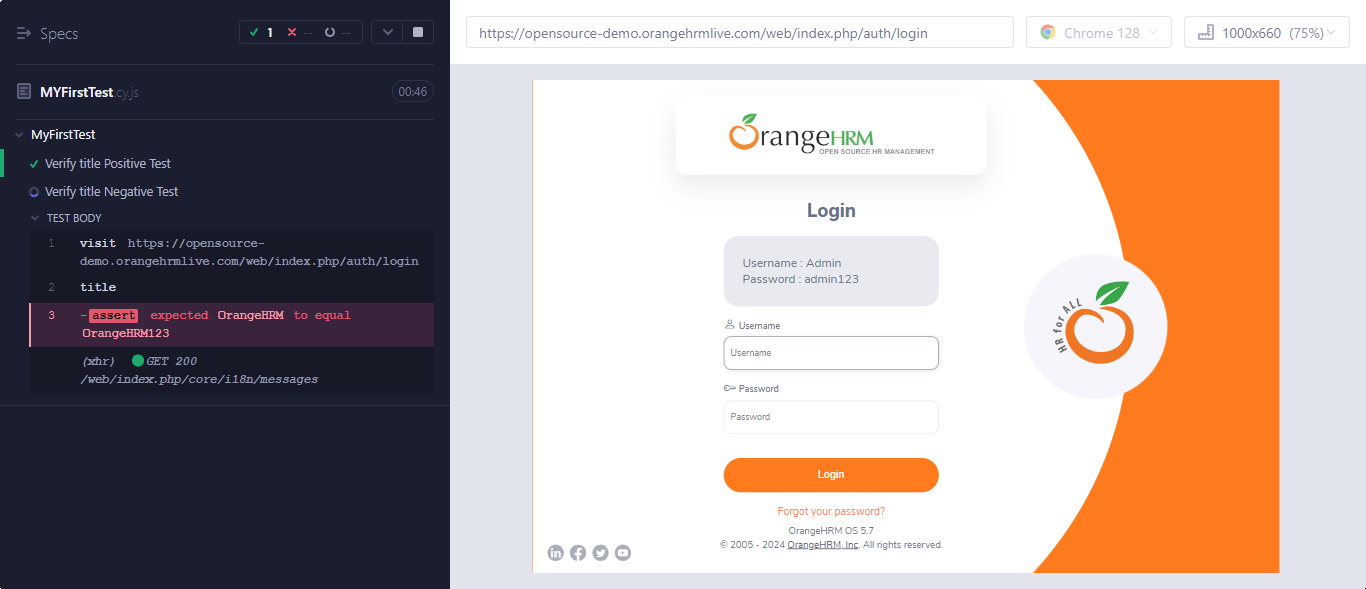 Specs
1 -- --
MYFirstTest.cy.js
00:46
MyFirstTest
Verify title Positive Test
Verify title Negative Test
TEST BODY
1 visit https://opensource-
demo.orangehrmlive.com/web/index.php/auth/login
2 title
3 -assert expected OrangeHRM to equal
OrangeHRM123
(xhr) GET 200
/web/index.php/core/i18n/messages
https://opensource-demo.orangehrmlive.com/web/index.php/auth/login
Chrome 128
1000x660 (75%)
OrangeHRM
OPEN SOURCE HR MANAGEMENT
Login
Username : Admin
Password : admin123
Username
Username
Password
Password
Login
Forgot your password?
OrangeHRM OS 5.7
© 2005 - 2024 OrangeHRM, Inc. All rights reserved.
HR for ALL